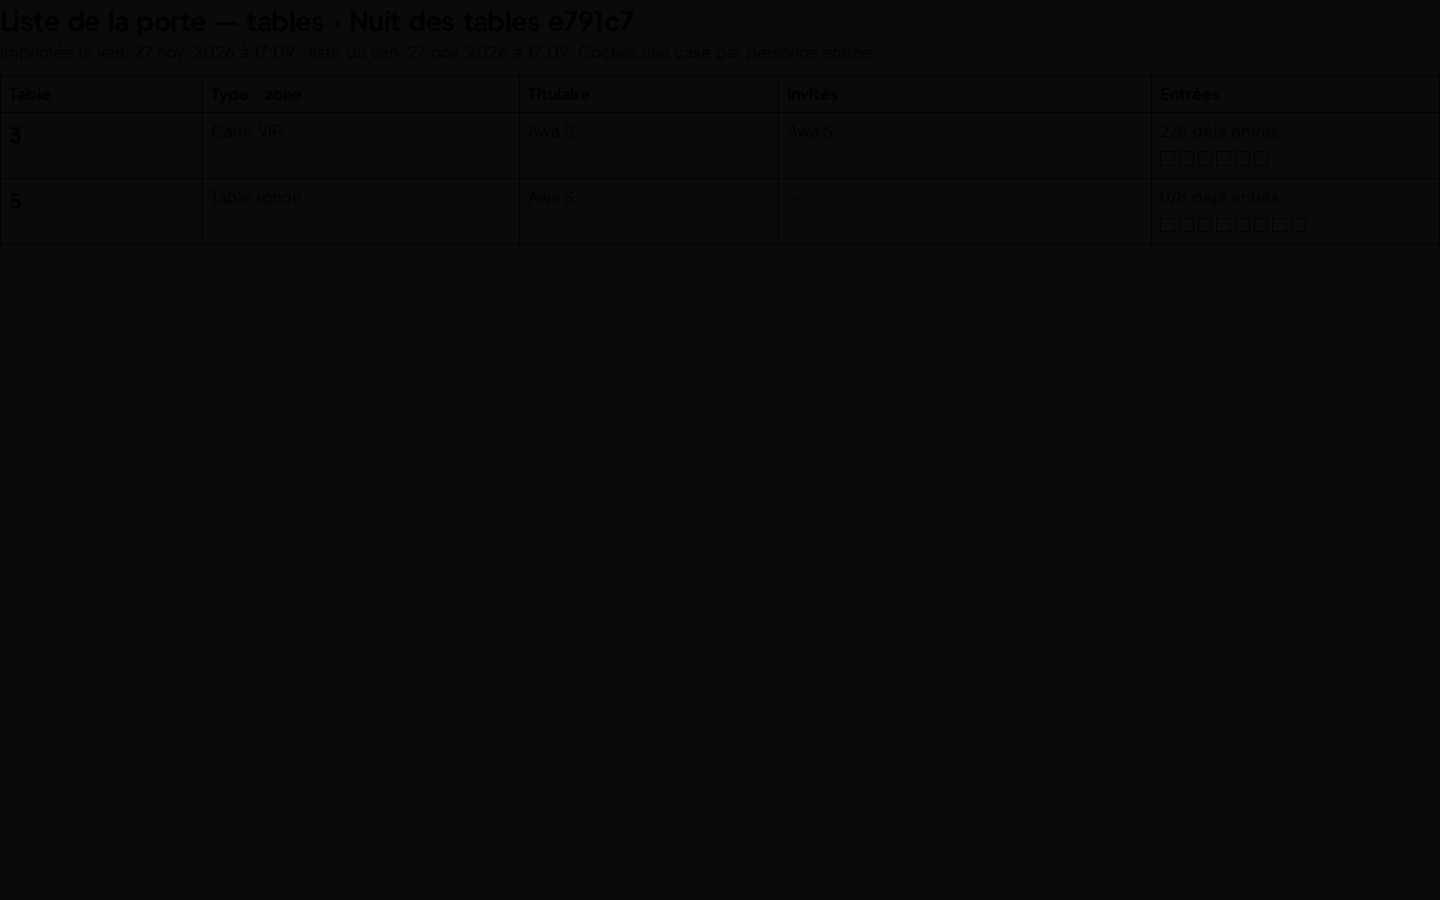 Liste de la porte — tables · Nuit des tables e791c7
Imprimée le ven. 27 nov. 2026 à 17:09 · liste du ven. 27 nov. 2026 à 17:09. Cochez une case par personne entrée.
Table Type · zone Titulaire Invités Entrées
3 Carré VIP Awa S. Awa S. 2/6 déjà entrés
5 Table ronde Awa S. — 0/8 déjà entrés